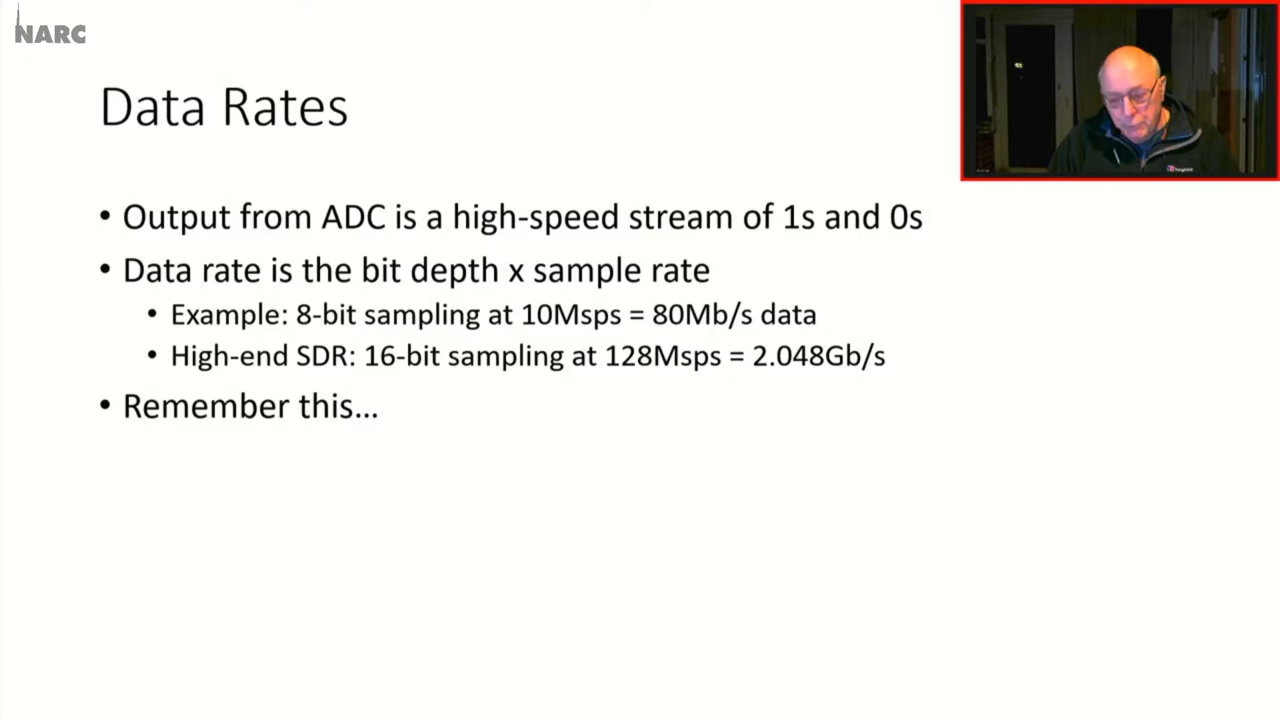 NARC
Data Rates
• Output from ADC is a high-speed stream of 1s and 0s
• Data rate is the bit depth x sample rate
• Example: 8-bit sampling at 10Msps = 80Mb/s data
• High-end SDR: 16-bit sampling at 128Msps = 2.048Gb/s
• Remember this...